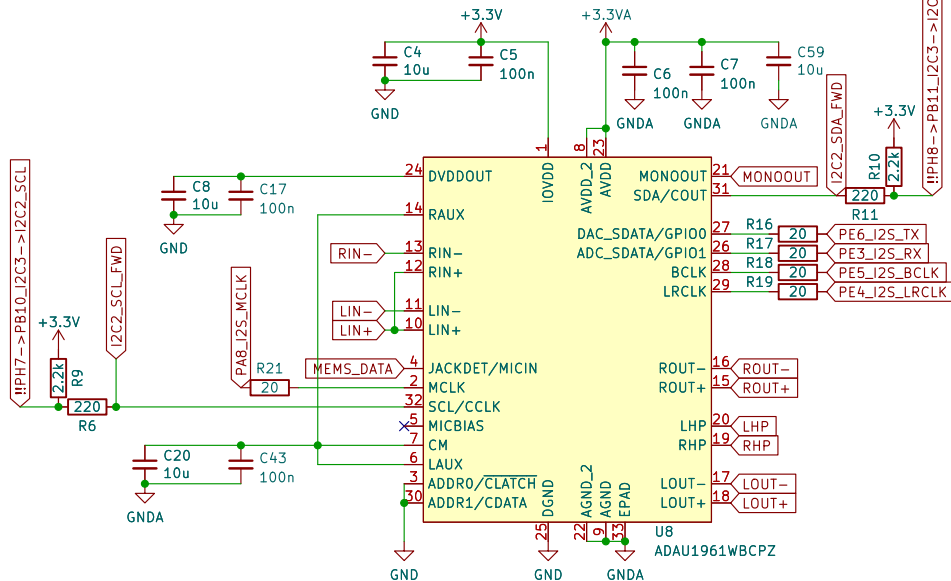 +3.3V
+3.3VA
C4
10u
C5
100n
GND
C6
100n
GNDA
C7
100n
GNDA
C59
10u
GNDA
I2C2_SDA_FWD
+3.3V
R10
2.2k
220
R11
!!PH8->PB11_I2C3->I2C
1
IOVDD
8
AVDD_2
23
AVDD
24
DVDDOUT
C8
10u
C17
100n
GND
14
RAUX
RIN-
13
RIN-
12
RIN+
LIN-
11
LIN-
LIN+
10
LIN+
MEMS_DATA
4
JACKDET/MICIN
PA8_I2S_MCLK
R21
20
2
MCLK
!!PH7->PB10_I2C3->I2C2_SCL
+3.3V
2.2k
R9
220
R6
I2C2_SCL_FWD
32
SCL/CCLK
5
MICBIAS
7
CM
6
LAUX
C20
10u
C43
100n
GNDA
3
ADDR0/CLATCH
30
ADDR1/CDATA
GND
MONOOUT
21
MONOOUT
SDA/COUT
31
DAC_SDATA/GPIO0
27
R16
20
PE6_I2S_TX
ADC_SDATA/GPIO1
26
R17
20
PE3_I2S_RX
BCLK
28
R18
20
PE5_I2S_BCLK
LRCLK
29
R19
20
PE4_I2S_LRCLK
ROUT-
16
ROUT-
ROUT+
15
ROUT+
LHP
20
LHP
RHP
19
RHP
LOUT-
17
LOUT-
LOUT+
18
LOUT+
DGND
25
GND
AGND_2
22
AGND
9
EPAD
33
GNDA
U8
ADAU1961WBCPZ